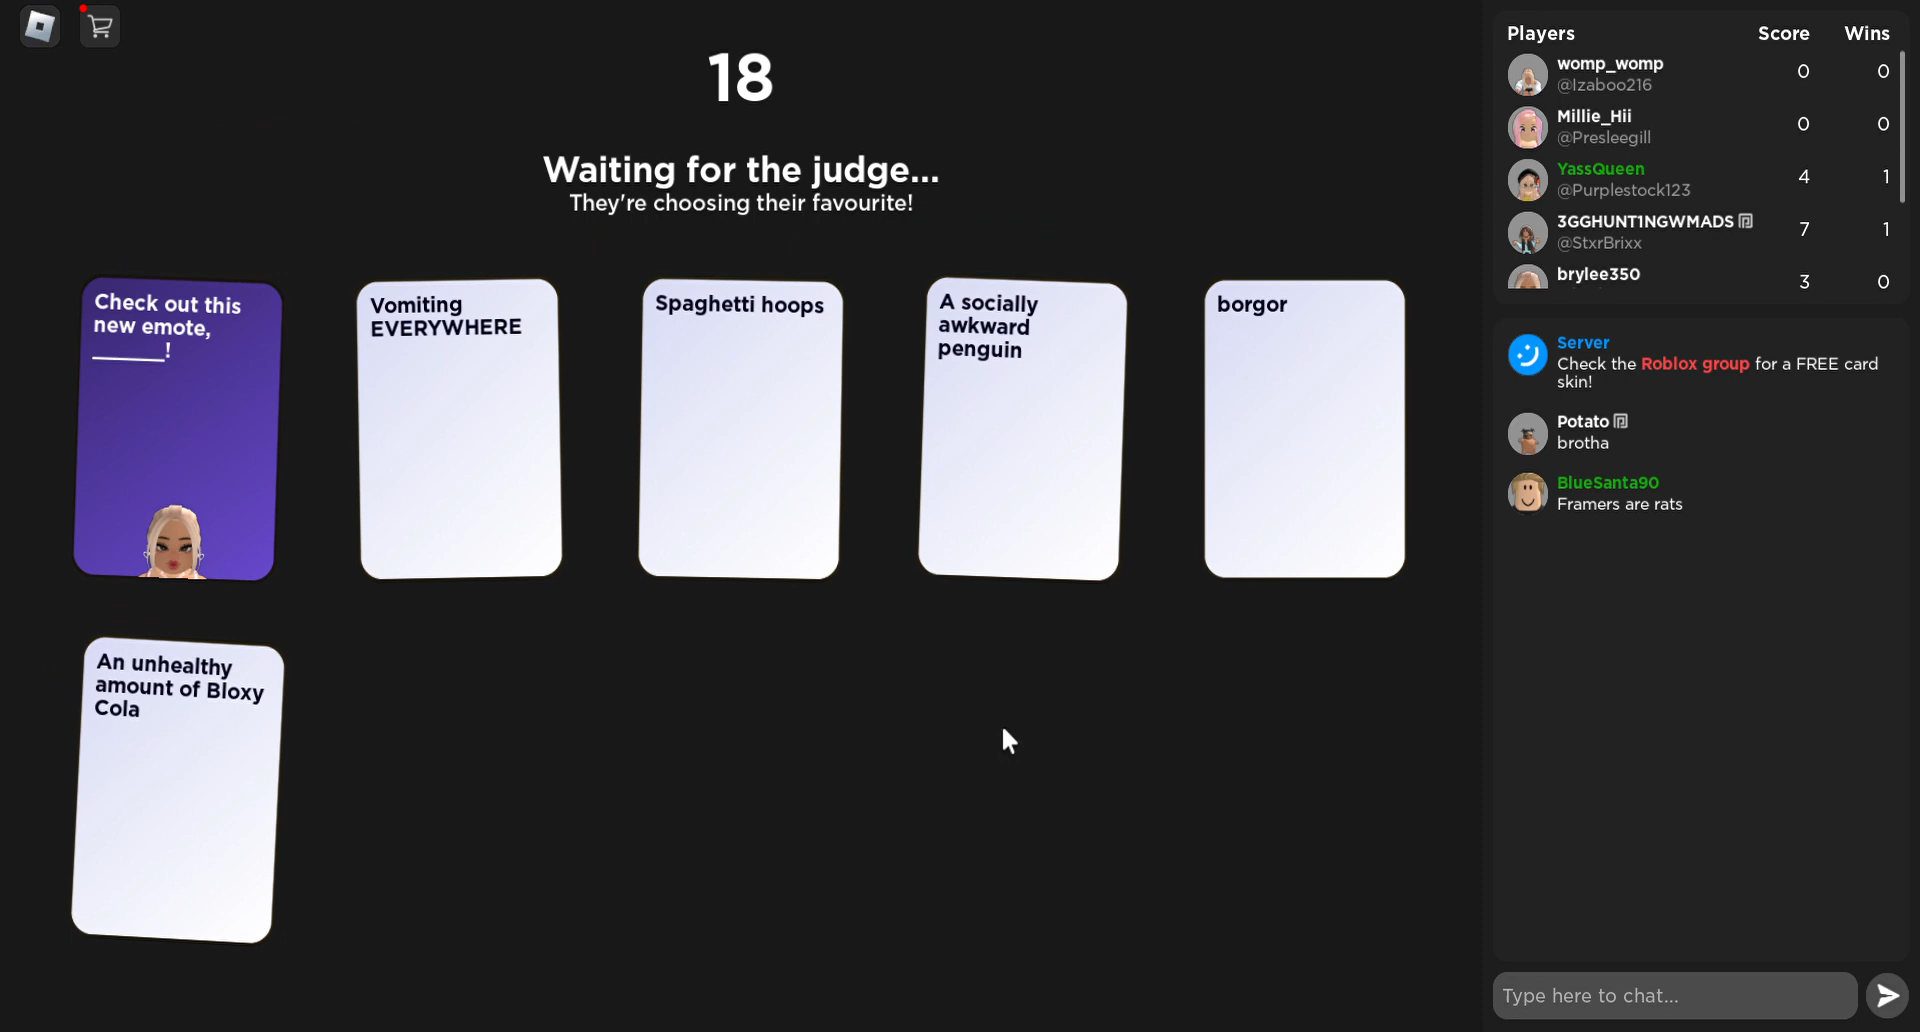 18
Waiting for the judge...
They're choosing their favourite!
Check out this
new emote,
______!
Vomiting
EVERYWHERE
Spaghetti hoops
A socially
awkward
penguin
borgor
An unhealthy
amount of Bloxy
Cola
Players Score Wins
womp_womp
@Izaboo216
0 0
Millie_Hii
@Presleegill
0 0
YassQueen
@Purplestock123
4 1
3GGHUNT1NGWMADS
@StxrBrixx
7 1
brylee350
3 0
Server
Check the Roblox group for a FREE card
skin!
Potato
brotha
BlueSanta90
Framers are rats
Type here to chat...